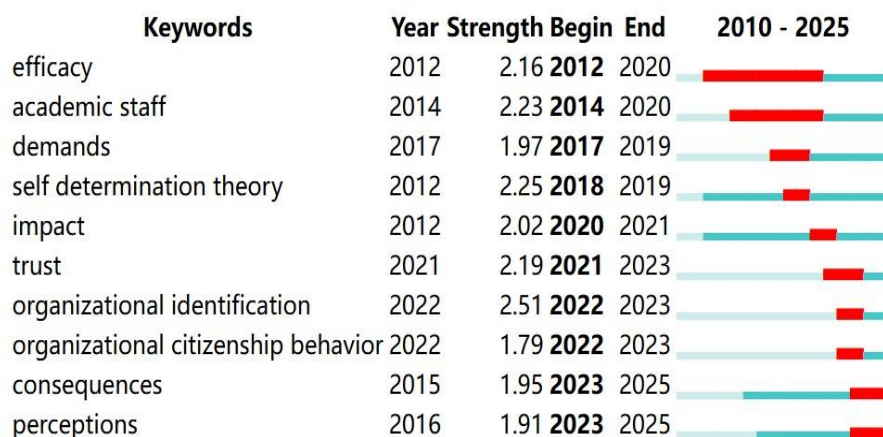 Keywords Year Strength Begin End 2010 - 2025
efficacy 2012 2.16 2012 2020
academic staff 2014 2.23 2014 2020
demands 2017 1.97 2017 2019
self determination theory 2012 2.25 2018 2019
impact 2012 2.02 2020 2021
trust 2021 2.19 2021 2023
organizational identification 2022 2.51 2022 2023
organizational citizenship behavior 2022 1.79 2022 2023
consequences 2015 1.95 2023 2025
perceptions 2016 1.91 2023 2025